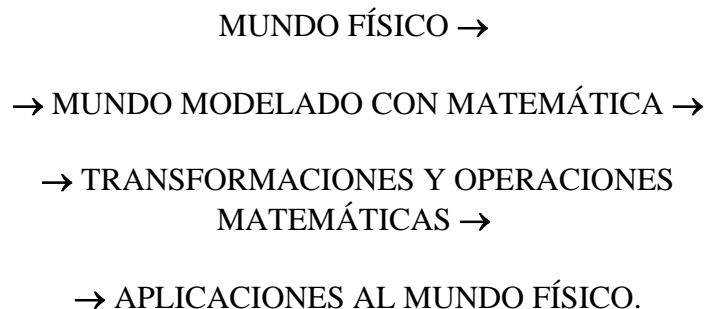 MUNDO FÍSICO →
→ MUNDO MODELADO CON MATEMÁTICA →
→ TRANSFORMACIONES Y OPERACIONES
MATEMÁTICAS →
→ APLICACIONES AL MUNDO FÍSICO.